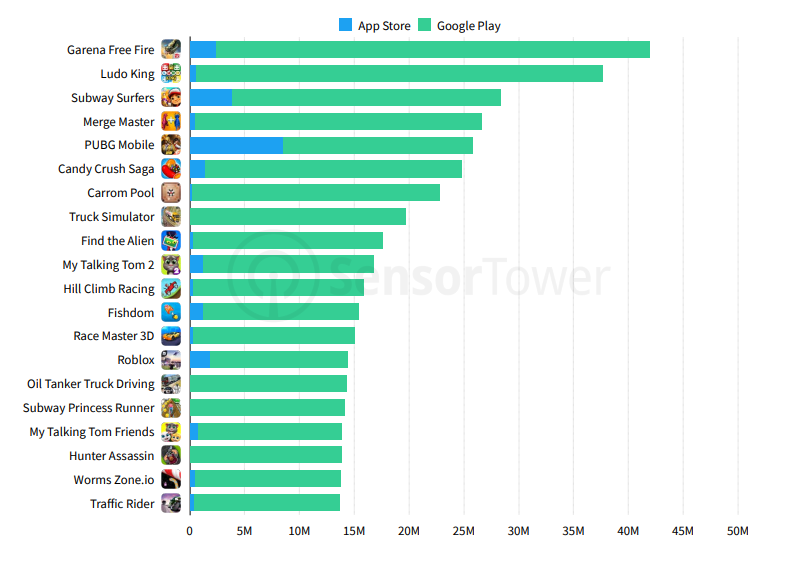 App Store Google Play
Garena Free Fire
Ludo King
Subway Surfers
Merge Master
PUBG Mobile
Candy Crush Saga
Carrom Pool
Truck Simulator
Find the Alien
My Talking Tom 2
Hill Climb Racing
Fishdom
Race Master 3D
Roblox
Oil Tanker Truck Driving
Subway Princess Runner
My Talking Tom Friends
Hunter Assassin
Worms Zone.io
Traffic Rider
SensorTower
0 5M 10M 15M 20M 25M 30M 35M 40M 45M 50M